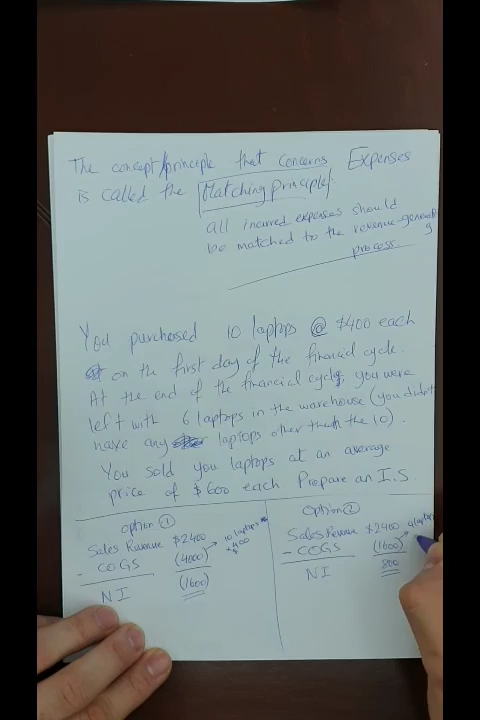 The concept/principle that concerns Expenses
is called the Matching principle.
all incurred expenses should
be matched to the revenue-generating
process
You purchased 10 laptops @ $400 each
on the first day of the financial cycle.
At the end of the financial cycle, you were
left with 6 laptops in the warehouse (you didn't
have any laptops other than the 10).
You sold you laptops at an average
price of $600 each Prepare an I.S.
Option 1
Sales Revenue $2400
- COGS (4000) → 10 laptops
* 400
NI (1600)
Option 2
Sales Revenue $2400 4 laptops
- COGS (1600)
NI 800